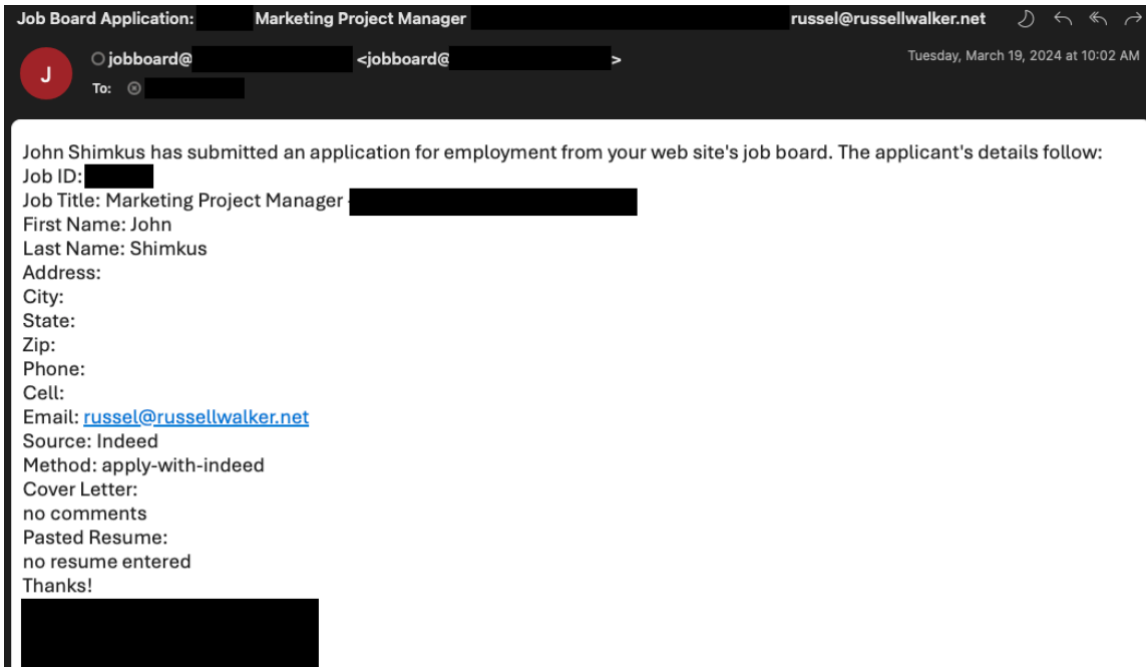 Job Board Application: Marketing Project Manager russel@russellwalker.net
jobboard@ <jobboard@ >
Tuesday, March 19, 2024 at 10:02 AM
J
To:
John Shimkus has submitted an application for employment from your web site's job board. The applicant's details follow:
Job ID:
Job Title: Marketing Project Manager -
First Name: John
Last Name: Shimkus
Address:
City:
State:
Zip:
Phone:
Cell:
Email: russel@russellwalker.net
Source: Indeed
Method: apply-with-indeed
Cover Letter:
no comments
Pasted Resume:
no resume entered
Thanks!